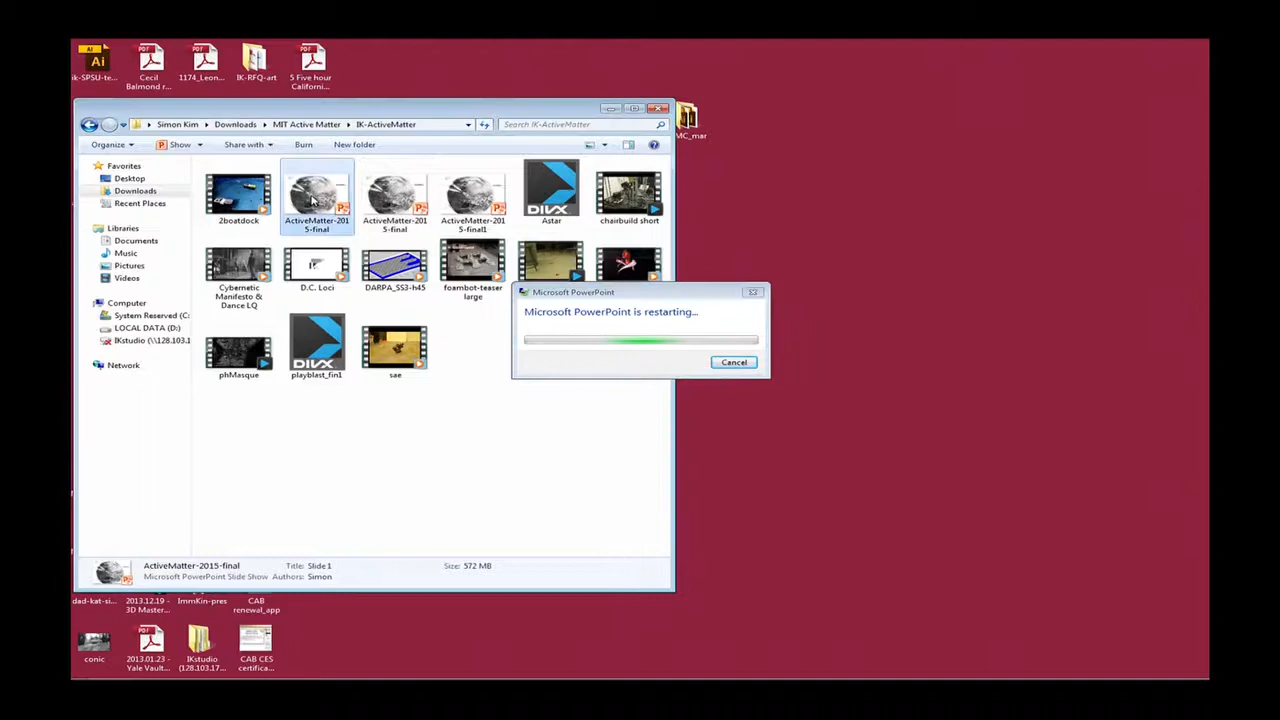 Ai
ik-SPSU-te...
Cecil
Balmond r...
1174_Leon...
IK-RFQ-art
5 Five hour
Californi...
MC_mar
Simon Kim
Downloads
MIT Active Matter
IK-ActiveMatter
Search IK-ActiveMatter
Organize
Show
Share with
Burn
New folder
Favorites
Desktop
Downloads
Recent Places
Libraries
Documents
Music
Pictures
Videos
Computer
System Reserved (C:
LOCAL DATA (D:)
IKstudio (\\128.103.1
Network
2boatdock
ActiveMatter-201
5-final
ActiveMatter-201
5-final
ActiveMatter-201
5-final1
DIVX
Astar
chairbuild short
Cybernetic
Manifesto &
Dance LQ
D.C. Loci
DARPA_SS3-h45
foambot-teaser
large
phMasque
DIVX
playblast_fin1
sae
Microsoft PowerPoint
Microsoft PowerPoint is restarting...
Cancel
ActiveMatter-2015-final
Title: Slide 1
Size: 572 MB
Microsoft PowerPoint Slide Show
Authors: Simon
dad-kat-si...
2013.12.19 -
3D Master...
ImmKin-pres
CAB
renewal_app
conic
2013.01.23 -
Yale Vault...
IKstudio
(128.103.17...
CAB CES
certifica...